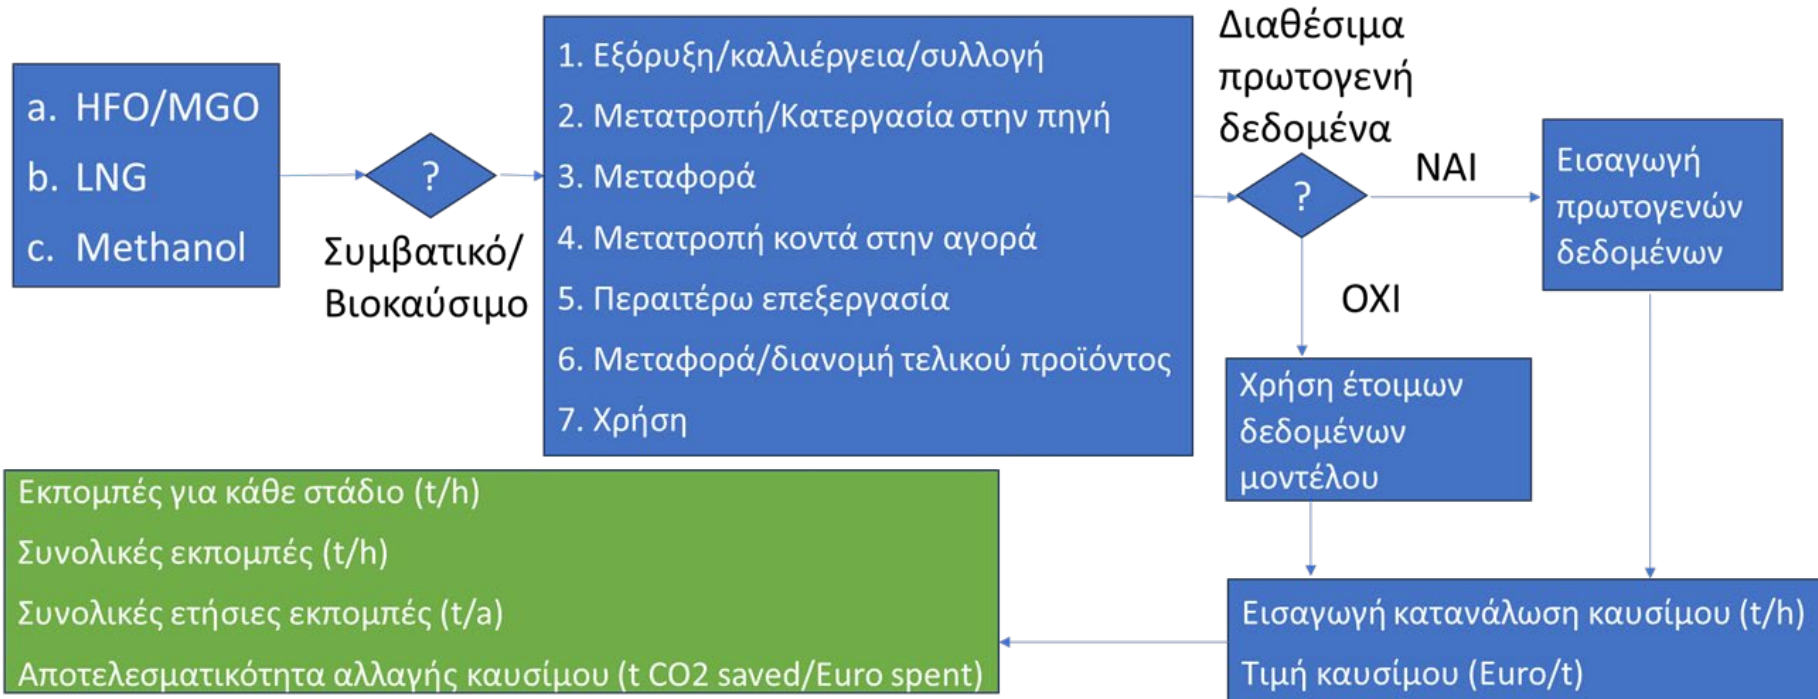 a. HFO/MGO
b. LNG
c. Methanol
?
Συμβατικό/
Βιοκαύσιμο
1. Εξόρυξη/καλλιέργεια/συλλογή
2. Μετατροπή/Κατεργασία στην πηγή
3. Μεταφορά
4. Μετατροπή κοντά στην αγορά
5. Περαιτέρω επεξεργασία
6. Μεταφορά/διανομή τελικού προϊόντος
7. Χρήση
Διαθέσιμα
πρωτογενή
δεδομένα
?
ΝΑΙ
Εισαγωγή
πρωτογενών
δεδομένων
ΟΧΙ
Χρήση έτοιμων
δεδομένων
μοντέλου
Εισαγωγή κατανάλωση καυσίμου (t/h)
Τιμή καυσίμου (Euro/t)
Εκπομπές για κάθε στάδιο (t/h)
Συνολικές εκπομπές (t/h)
Συνολικές ετήσιες εκπομπές (t/a)
Αποτελεσματικότητα αλλαγής καυσίμου (t CO2 saved/Euro spent)